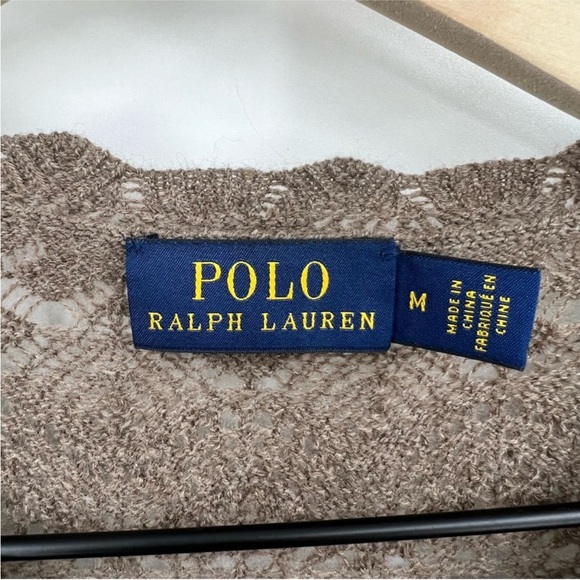 POLO
RALPH LAUREN
M
MADE IN
CHINA
FABRIQUÉ EN
CHINE